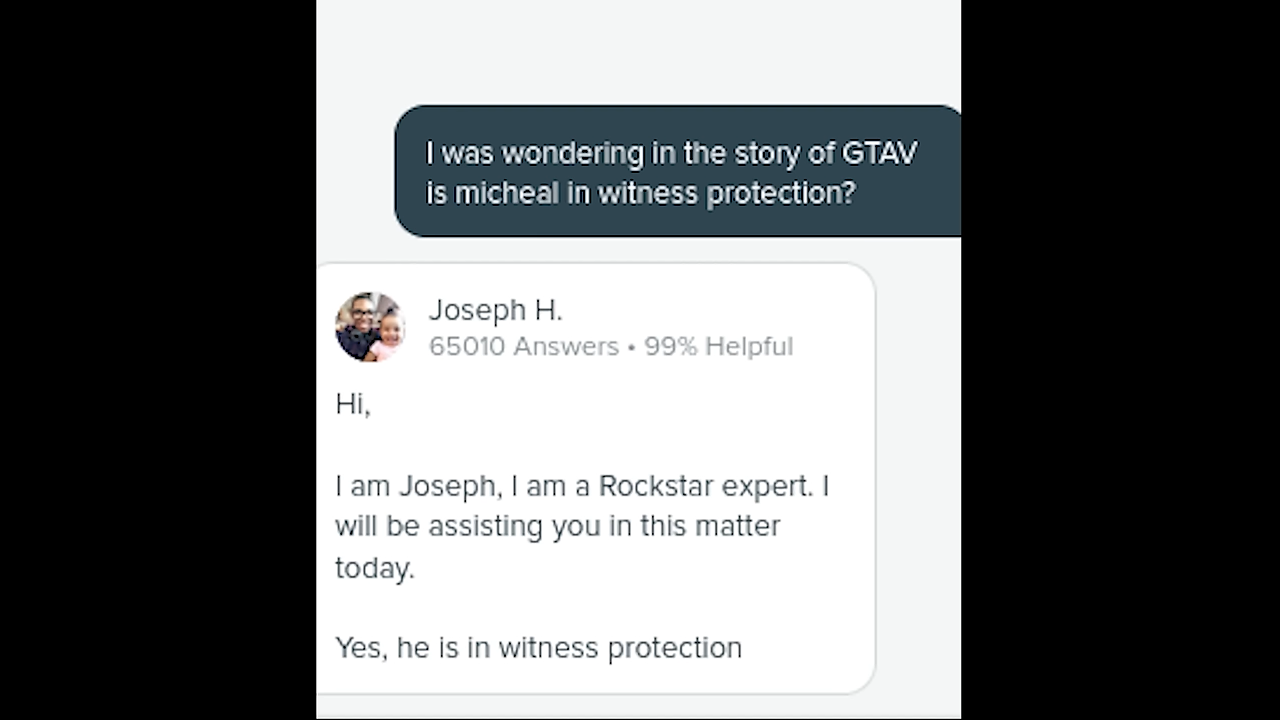 I was wondering in the story of GTAV
is micheal in witness protection?
Joseph H.
65010 Answers • 99% Helpful
Hi,
I am Joseph, I am a Rockstar expert. I
will be assisting you in this matter
today.
Yes, he is in witness protection